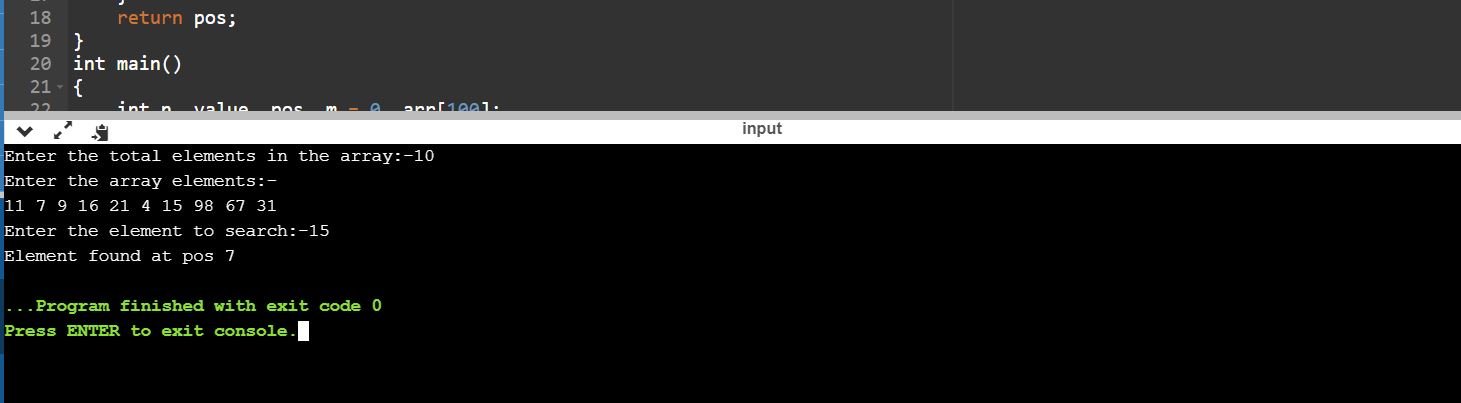 18 return pos;
19 }
20 int main()
21 {
22 int n, value, pos, m = 0, arr[100];
input
Enter the total elements in the array:-10
Enter the array elements:-
11 7 9 16 21 4 15 98 67 31
Enter the element to search:-15
Element found at pos 7
...Program finished with exit code 0
Press ENTER to exit console.